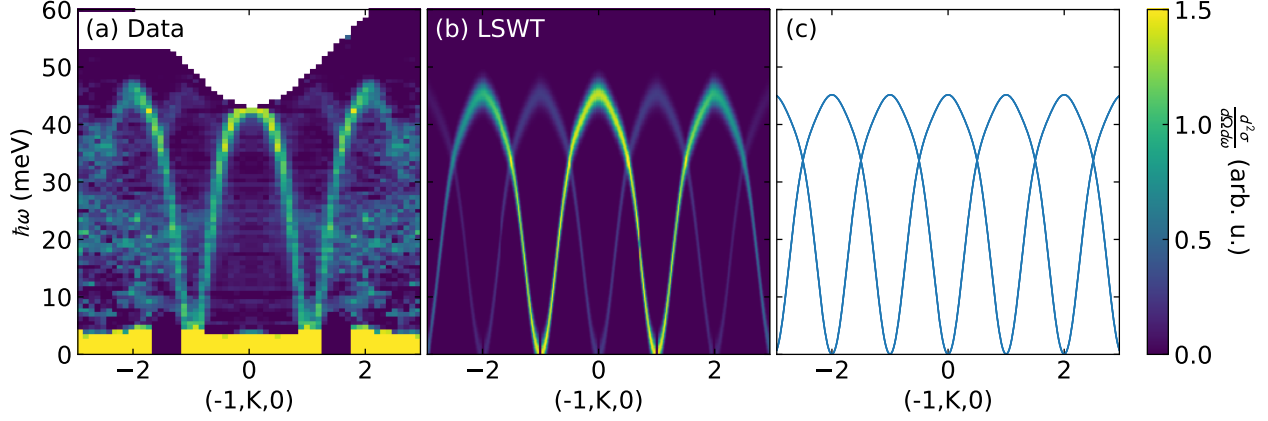 (a) Data
(b) LSWT
(c)
60
50
40
30
20
10
0
ħω (meV)
−2
0
2
(-1,K,0)
−2
0
2
(-1,K,0)
−2
0
2
(-1,K,0)
1.5
1.0
0.5
0.0
d²σ
dΩdω
(arb. u.)